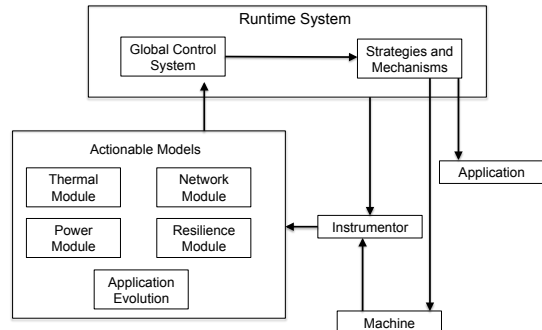 Runtime System
Global Control
System
Strategies and
Mechanisms
Actionable Models
Thermal
Module
Network
Module
Application
Power
Module
Resilience
Module
Instrumentor
Application
Evolution
Machine